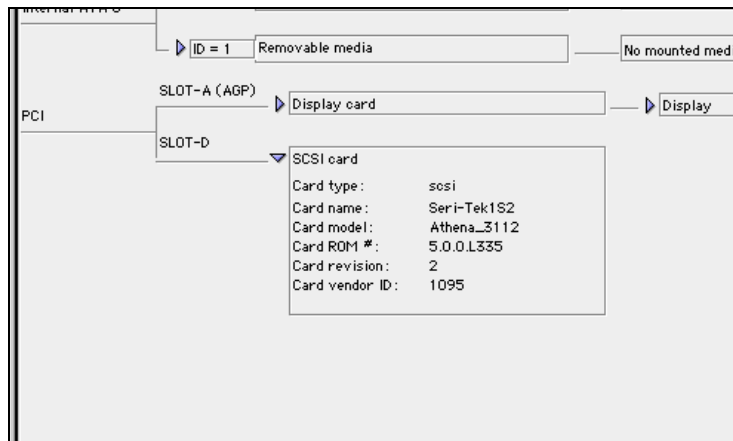 ID = 1
Removable media
No mounted med
SLOT-A (AGP)
PCI
Display card
Display
SLOT-D
SCSI card
Card type: scsi
Card name: Seri-Tek1S2
Card model: Athena_3112
Card ROM #: 5.0.0.L335
Card revision: 2
Card vendor ID: 1095